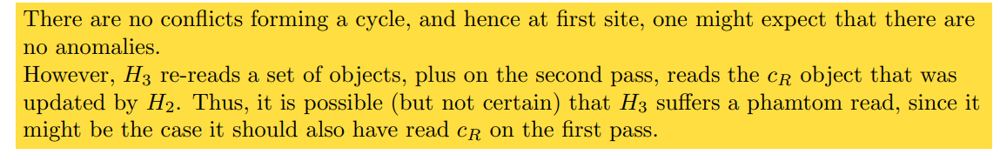 There are no conflicts forming a cycle, and hence at first site, one might expect that there are
no anomalies.
However, H₃ re-reads a set of objects, plus on the second pass, reads the c_R object that was
updated by H₂. Thus, it is possible (but not certain) that H₃ suffers a phamtom read, since it
might be the case it should also have read c_R on the first pass.